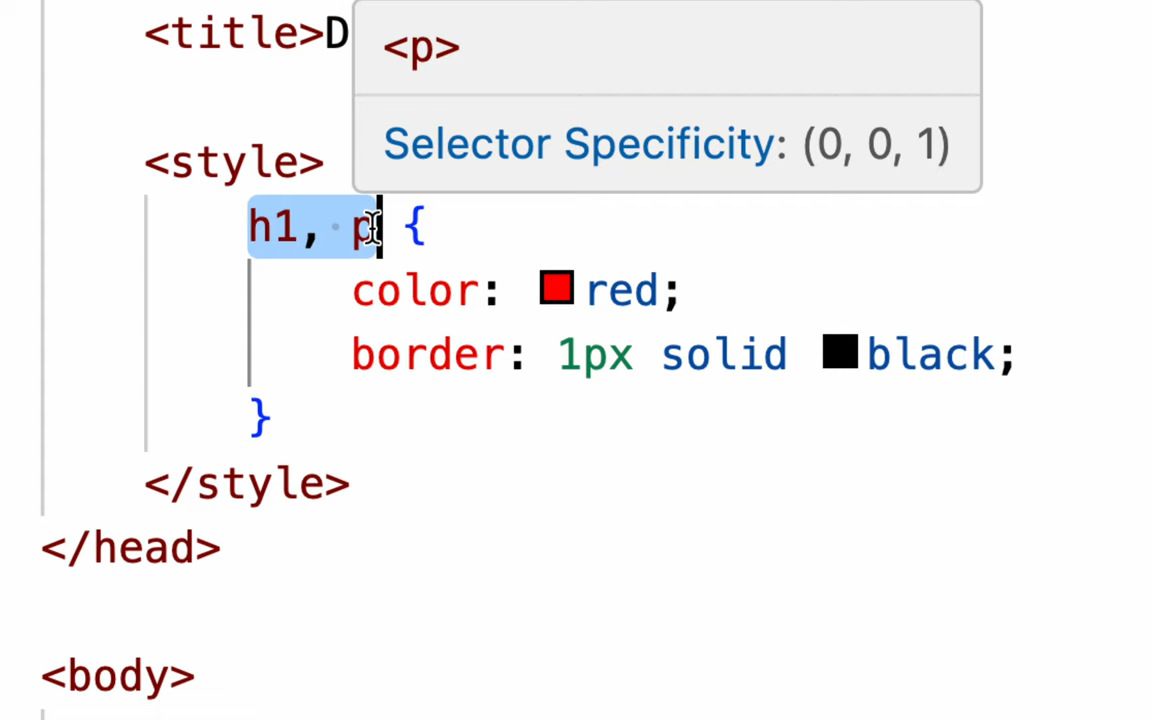 <title>D
<p>
Selector Specificity: (0, 0, 1)
<style>
h1, p {
color: red;
border: 1px solid black;
}
</style>
</head>
<body>